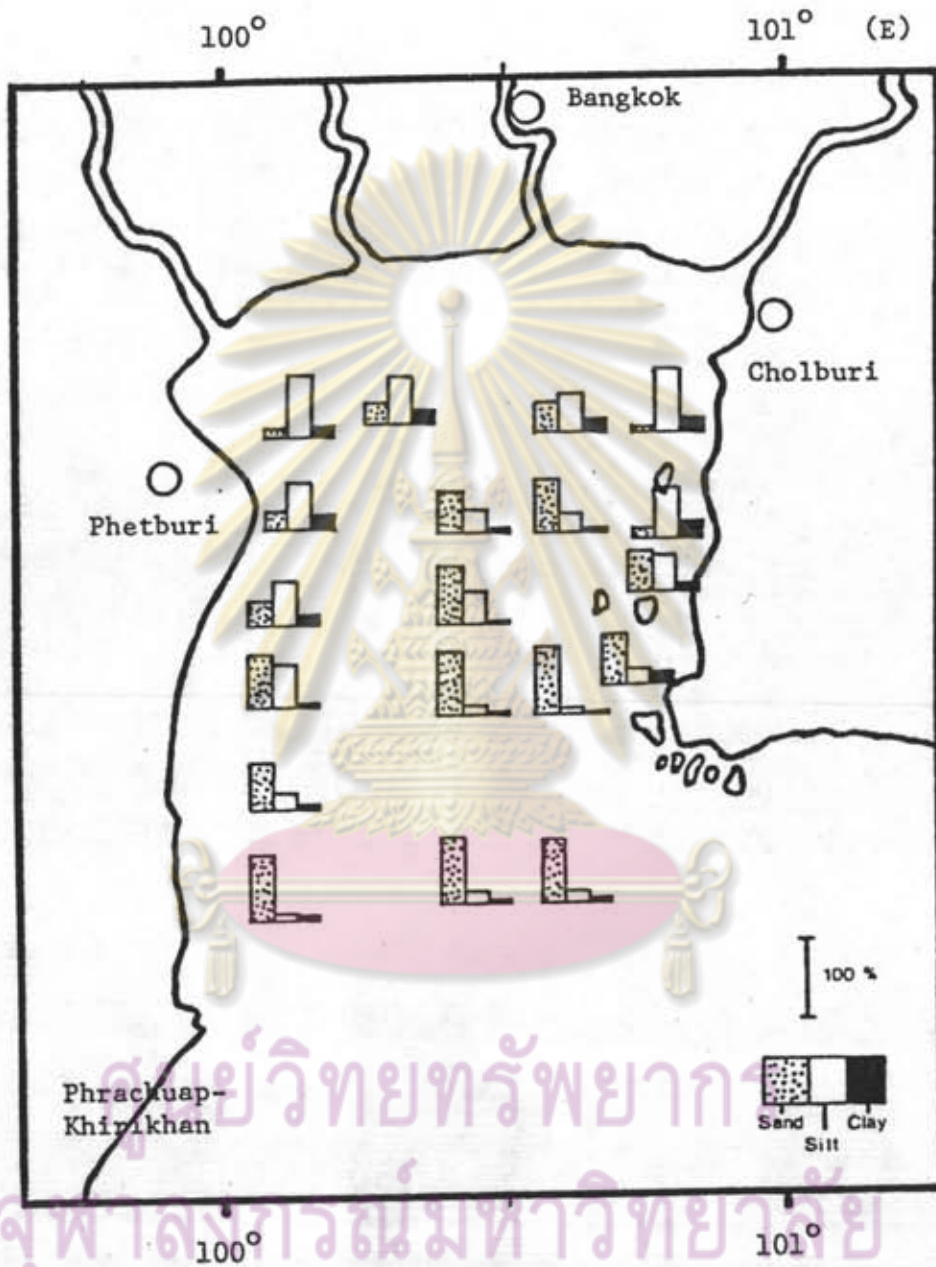 100°
101° (E)
Bangkok
Cholburi
Phetburi
100 %
Sand
Silt
Clay
Phrachuap-
Khirikhan
ศูนย์วิทยทรัพยากร
จุฬาลงกรณ์มหาวิทยาลัย
100°
101°